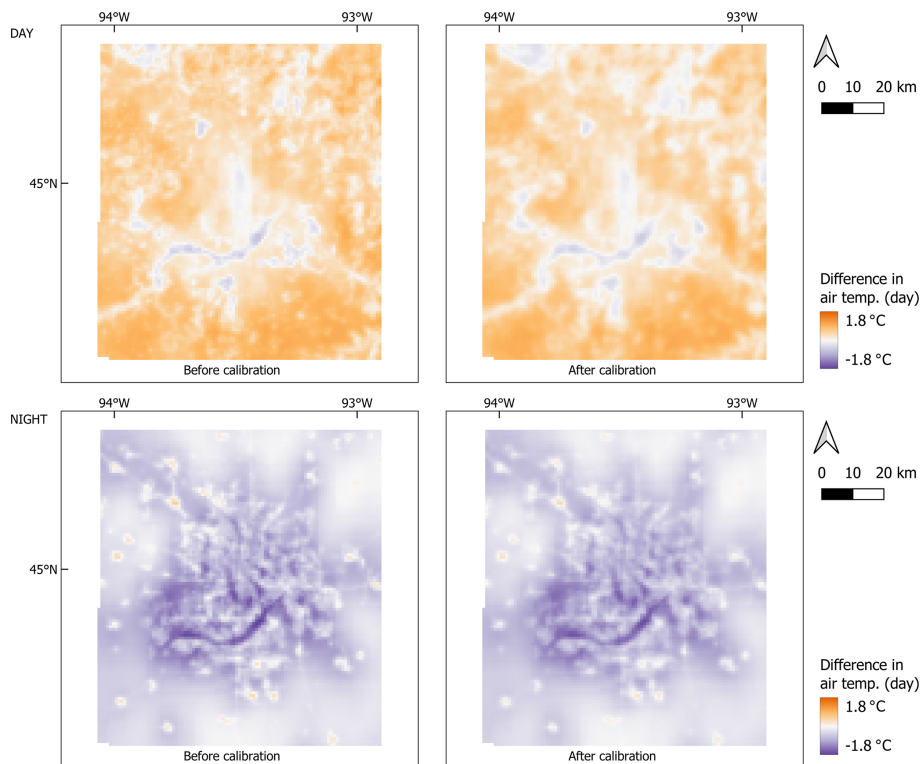 94°W 93°W 94°W 93°W
DAY
0 10 20 km
45°N
Difference in
air temp. (day)
1.8 °C
-1.8 °C
Before calibration After calibration
94°W 93°W 94°W 93°W
NIGHT
0 10 20 km
45°N
Difference in
air temp. (day)
1.8 °C
-1.8 °C
Before calibration After calibration